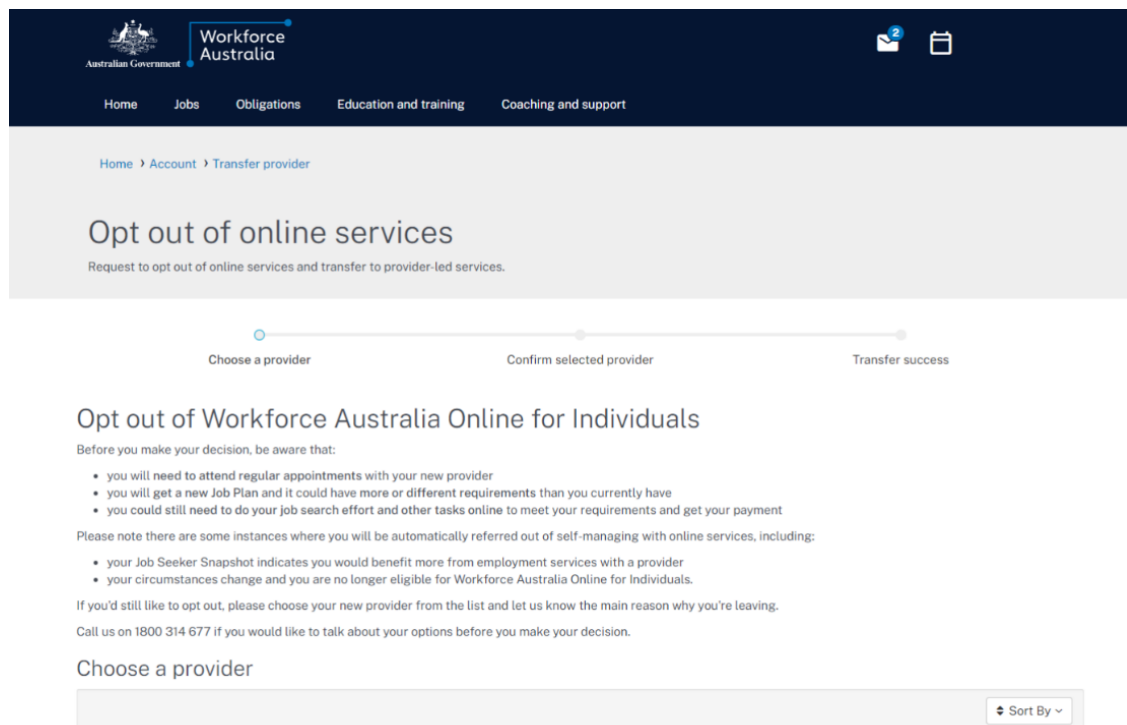 Australian Government
Workforce
Australia
2
Home Jobs Obligations Education and training Coaching and support
Home › Account › Transfer provider
Opt out of online services
Request to opt out of online services and transfer to provider-led services.
Choose a provider Confirm selected provider Transfer success
Opt out of Workforce Australia Online for Individuals
Before you make your decision, be aware that:
• you will need to attend regular appointments with your new provider
• you will get a new Job Plan and it could have more or different requirements than you currently have
• you could still need to do your job search effort and other tasks online to meet your requirements and get your payment
Please note there are some instances where you will be automatically referred out of self-managing with online services, including:
• your Job Seeker Snapshot indicates you would benefit more from employment services with a provider
• your circumstances change and you are no longer eligible for Workforce Australia Online for Individuals.
If you'd still like to opt out, please choose your new provider from the list and let us know the main reason why you're leaving.
Call us on 1800 314 677 if you would like to talk about your options before you make your decision.
Choose a provider
Sort By